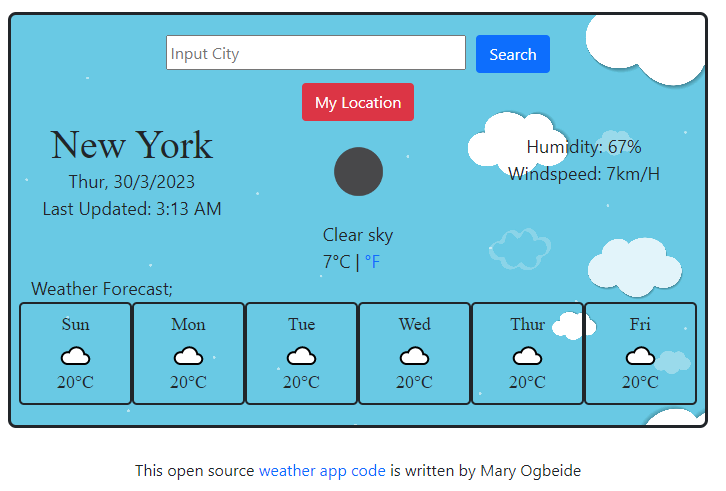 Input City
Search
My Location
New York
Thur, 30/3/2023
Last Updated: 3:13 AM
Humidity: 67%
Windspeed: 7km/H
Clear sky
7°C | °F
Weather Forecast;
Sun Mon Tue Wed Thur Fri
20°C 20°C 20°C 20°C 20°C 20°C
This open source weather app code is written by Mary Ogbeide